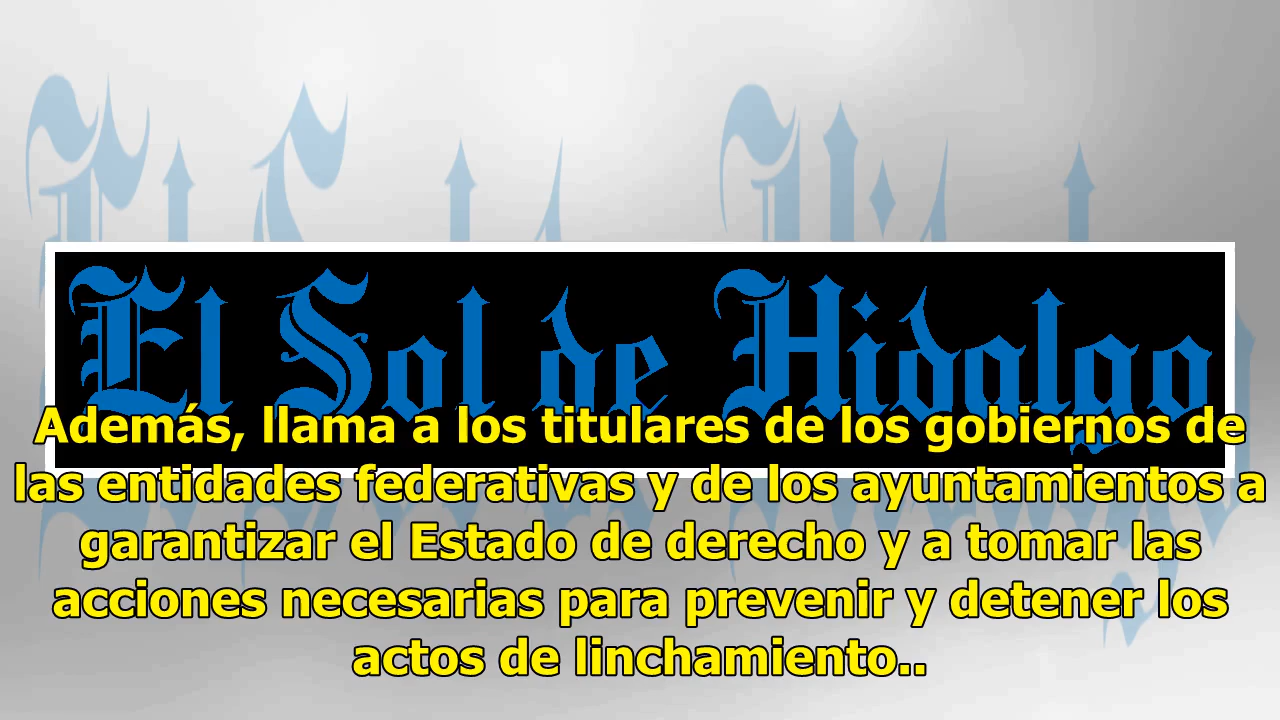 El Sol de Hidalgo
Además, llama a los titulares de los gobiernos de
las entidades federativas y de los ayuntamientos a
garantizar el Estado de derecho y a tomar las
acciones necesarias para prevenir y detener los
actos de linchamiento..